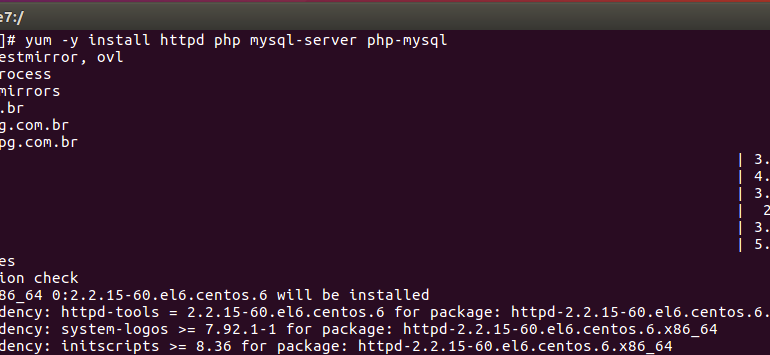 e7:/
]# yum -y install httpd php mysql-server php-mysql
estmirror, ovl
rocess
mirrors
.br
g.com.br
pg.com.br
| 3.
| 4.
| 3.
| 2
| 3.
| 5.
es
ion check
86_64 0:2.2.15-60.el6.centos.6 will be installed
dency: httpd-tools = 2.2.15-60.el6.centos.6 for package: httpd-2.2.15-60.el6.centos.6.
dency: system-logos >= 7.92.1-1 for package: httpd-2.2.15-60.el6.centos.6.x86_64
dency: initscripts >= 8.36 for package: httpd-2.2.15-60.el6.centos.6.x86_64